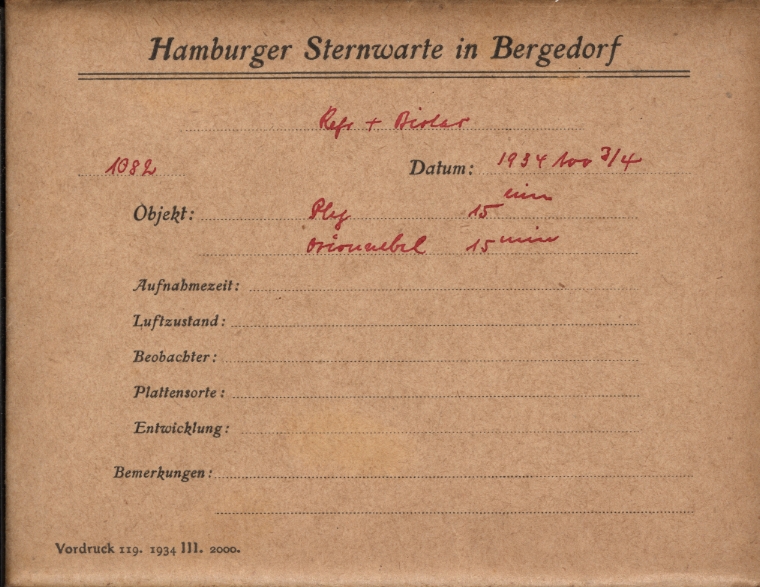 Hamburger Sternwarte in Bergedorf
Refr + Biotar
1082 Datum: 1934 Nov 3/4
Objekt: Plej 15 min
Orionnebel 15 min
Aufnahmezeit:
Luftzustand:
Beobachter:
Plattensorte:
Entwicklung:
Bemerkungen:
Vordruck 119. 1934 III. 2000.